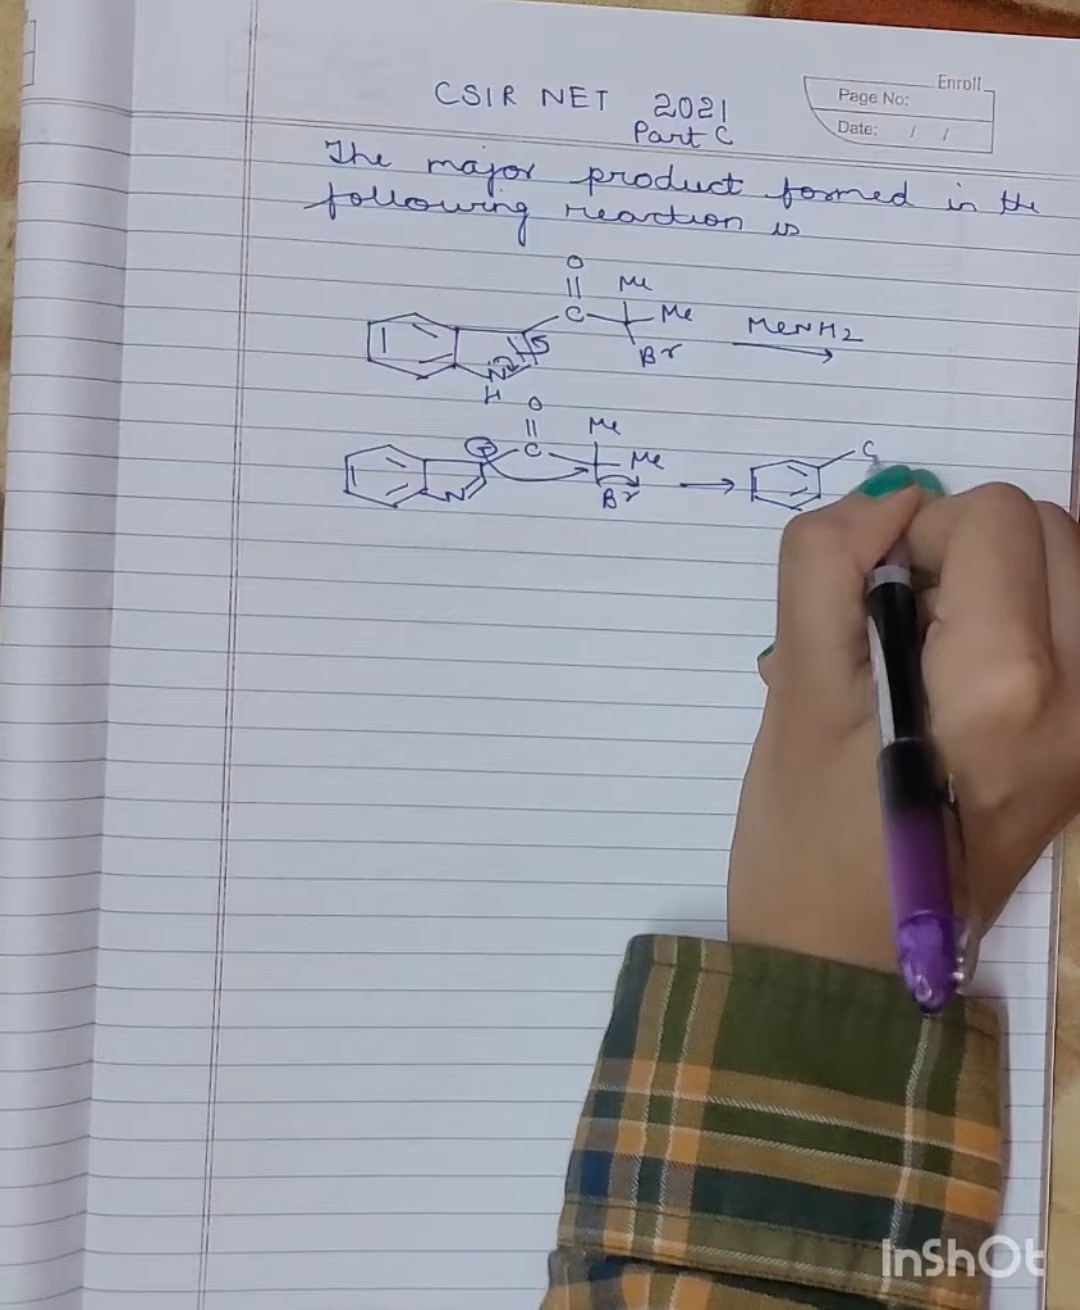 Enroll
Page No:
Date: / /
CSIR NET 2021
Part C
The major product formed in the
following reaction is
O
||
C
Me
Me
Br
N
H
MeNH2
O
||
C
Me
Me
Br
N
C
InShOt